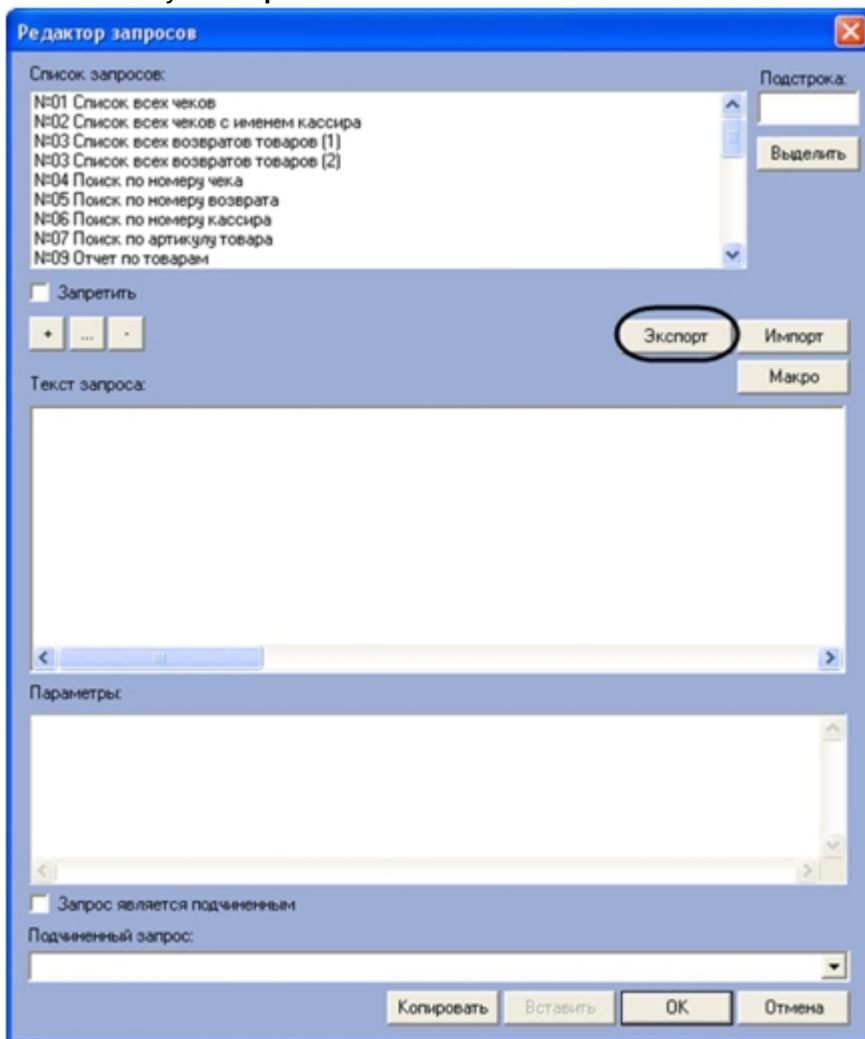 Редактор запросов
Список запросов:
Подстрока:
№01 Список всех чеков
№02 Список всех чеков с именем кассира
№03 Список всех возвратов товаров (1)
№03 Список всех возвратов товаров (2)
№04 Поиск по номеру чека
№05 Поиск по номеру возврата
№06 Поиск по номеру кассира
№07 Поиск по артикулу товара
№09 Отчет по товарам
Выделить
Запретить
+ ... -
Экспорт Импорт
Макро
Текст запроса:
Параметры:
Запрос является подчиненным
Подчиненный запрос:
Копировать Вставить OK Отмена